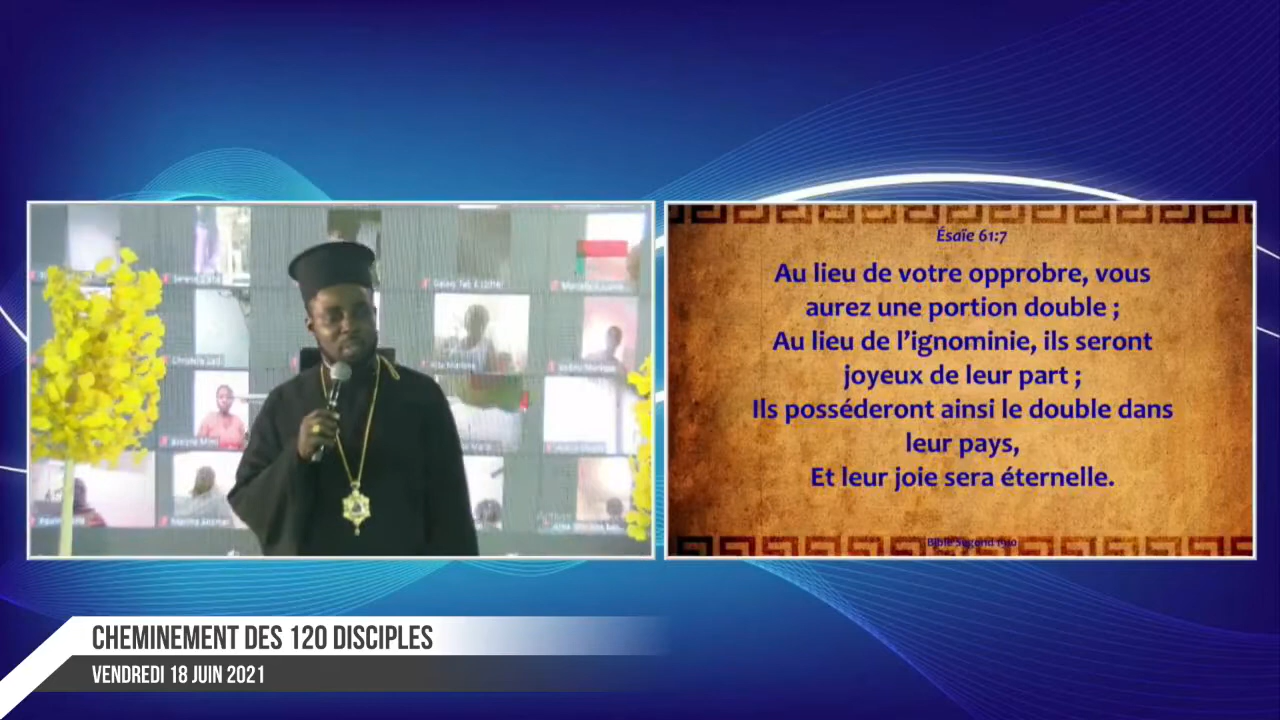 Ésaïe 61:7
Au lieu de votre opprobre, vous
aurez une portion double ;
Au lieu de l’ignominie, ils seront
joyeux de leur part ;
Ils posséderont ainsi le double dans
leur pays,
Et leur joie sera éternelle.
Bible Segond 1910
CHEMINEMENT DES 120 DISCIPLES
VENDREDI 18 JUIN 2021